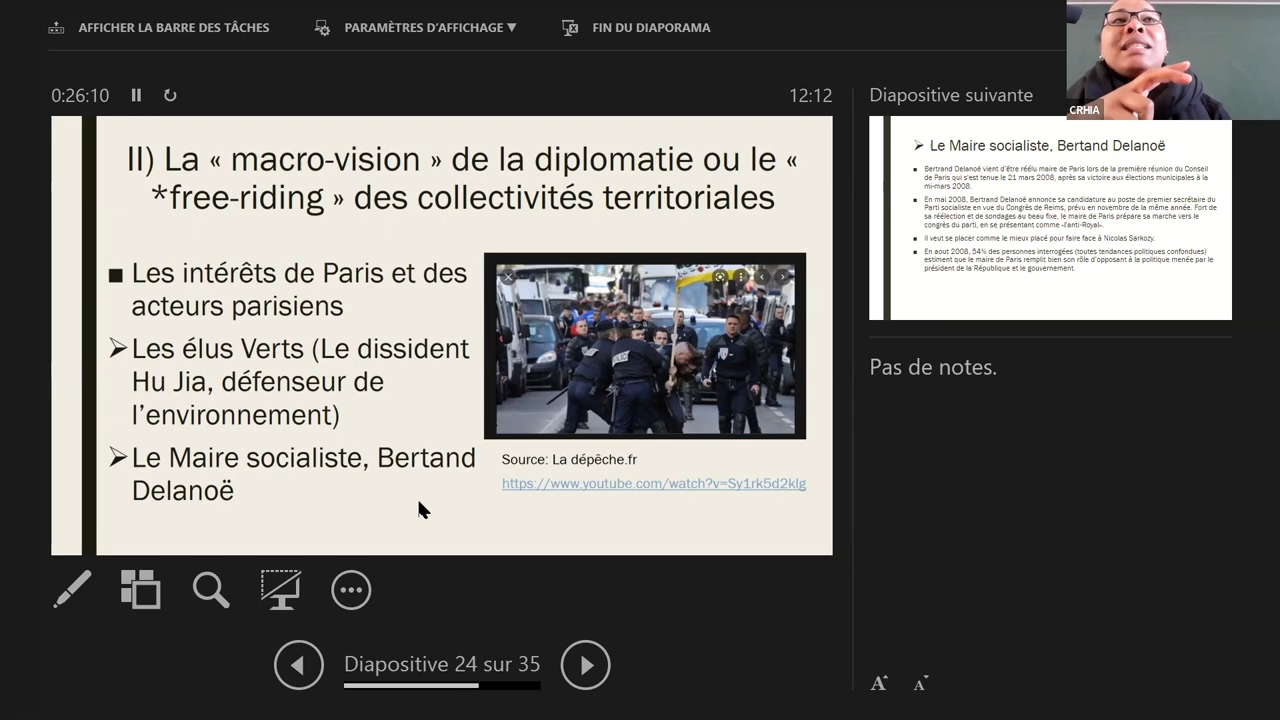 AFFICHER LA BARRE DES TÂCHES
PARAMÈTRES D'AFFICHAGE ▼
FIN DU DIAPORAMA
0:26:10
12:12
II) La « macro-vision » de la diplomatie ou le «
*free-riding » des collectivités territoriales
■ Les intérêts de Paris et des
acteurs parisiens
➢ Les élus Verts (Le dissident
Hu Jia, défenseur de
l'environnement)
➢ Le Maire socialiste, Bertand
Delanoë
POLICE
Source: La dépêche.fr
https://www.youtube.com/watch?v=Sy1rk5d2klg
Diapositive 24 sur 35
Diapositive suivante
CRHIA
➢ Le Maire socialiste, Bertrand Delanoë
■ Bertrand Delanoë vient d'être réélu maire de Paris lors de la première réunion du Conseil
de Paris qui s'est tenue le 21 mars 2008, après sa victoire aux élections municipales à la
mi-mars 2008.
■ En mai 2008, Bertrand Delanoë annonce sa candidature au poste de premier secrétaire du
Parti socialiste en vue du Congrès de Reims, prévu en novembre de la même année. Fort de
sa réélection et de sondages au beau fixe, le maire de Paris prépare sa marche vers le
congrès du parti, en se présentant comme «l'anti-Royal».
■ Il veut se placer comme le mieux placé pour faire face à Nicolas Sarkozy.
■ En aout 2008, 54% des personnes interrogées (toutes tendances politiques confondues)
estiment que le maire de Paris remplit bien son rôle d'opposant à la politique menée par le
président de la République et le gouvernement.
Pas de notes.
A A